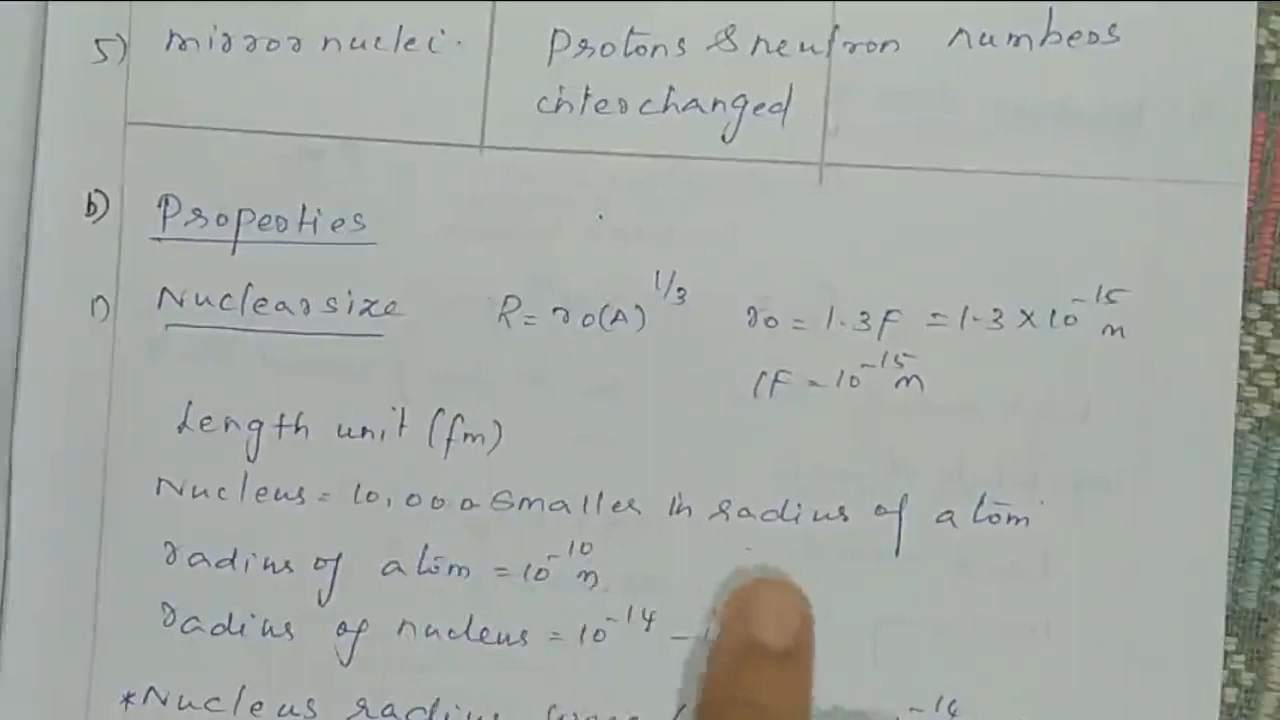 5) mirror nuclei. Protons & neutron numbers
interchanged
b) Properties
1) Nuclear size R = r0(A)^1/3 r0 = 1.3F = 1.3 × 10^-15 m
1F = 10^-15 m
Length unit (fm)
Nucleus = 10,000 smaller in radius of atom
radius of atom = 10^-10 m
radius of nucleus = 10^-14 -
*Nucleus radius -14